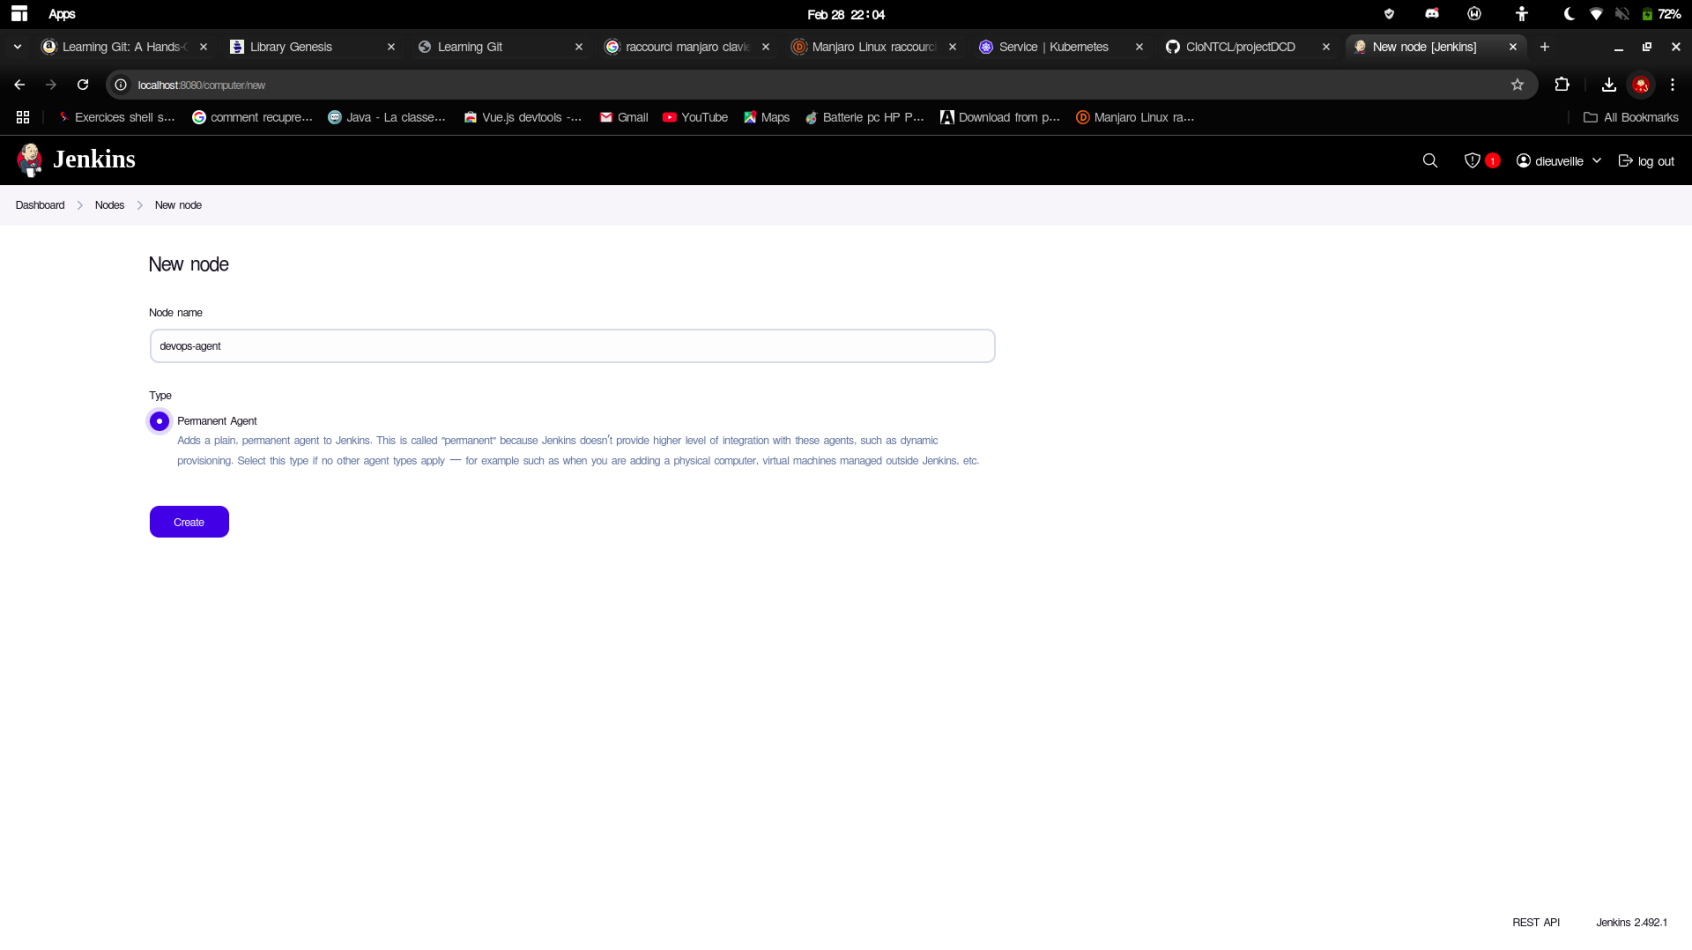 Apps
Feb 28 22:04
72%
Learning Git: A Hands-
Library Genesis
Learning Git
raccourci manjaro clavie
Manjaro Linux raccourc
Service | Kubernetes
CloNTCL/projectDCD
New node [Jenkins]
localhost:8080/computer/new
Exercices shell s...
comment recupre...
Java - La classe...
Vue.js devtools -...
Gmail
YouTube
Maps
Batterie pc HP P...
Download from p...
Manjaro Linux ra...
All Bookmarks
Jenkins
1
dieuveille
log out
Dashboard
Nodes
New node
New node
Node name
devops-agent
Type
Permanent Agent
Adds a plain, permanent agent to Jenkins. This is called "permanent" because Jenkins doesn't provide higher level of integration with these agents, such as dynamic
provisioning. Select this type if no other agent types apply — for example such as when you are adding a physical computer, virtual machines managed outside Jenkins, etc.
Create
REST API
Jenkins 2.492.1